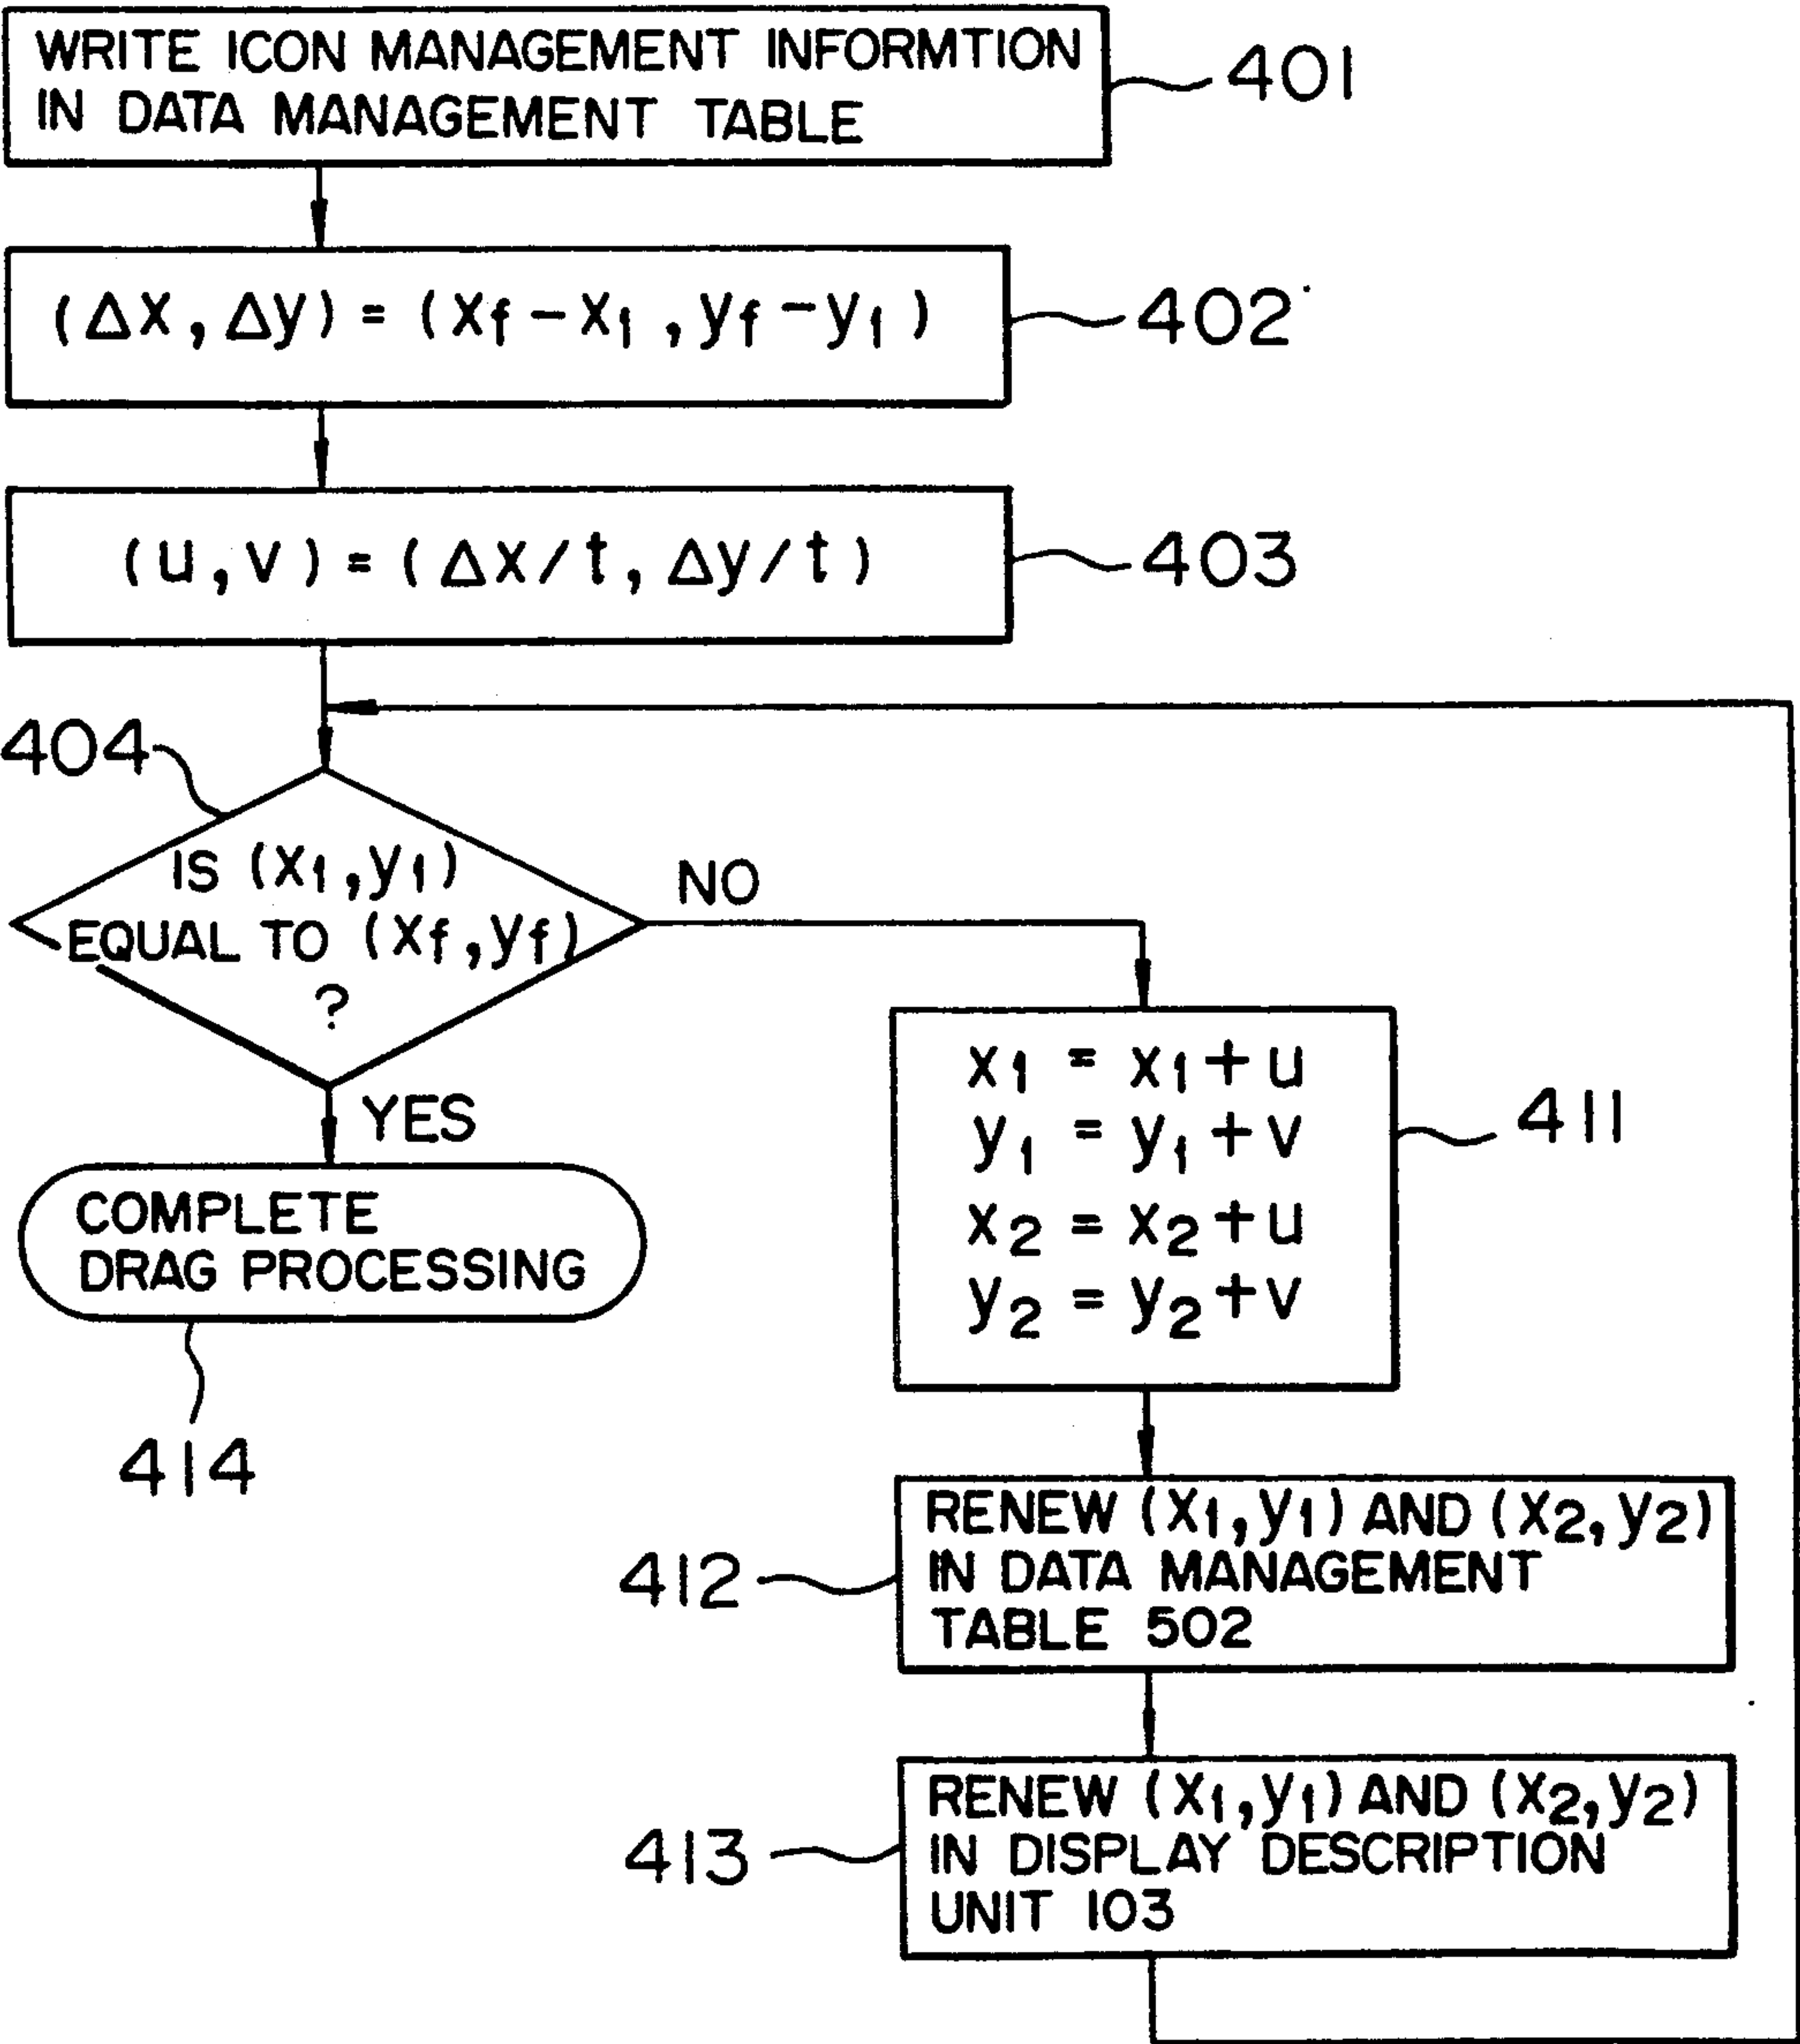 WRITE ICON MANAGEMENT INFORMTION
IN DATA MANAGEMENT TABLE
401
(Δx, Δy) = (xf-x1, yf-y1)
402
(u, v) = (Δx/t, Δy/t)
403
404
IS (x1, y1)
EQUAL TO (xf, yf)
?
NO
YES
COMPLETE
DRAG PROCESSING
414
x1 = x1+u
y1 = y1+v
x2 = x2+u
y2 = y2+v
411
RENEW (x1, y1) AND (x2, y2)
IN DATA MANAGEMENT
TABLE 502
412
RENEW (x1, y1) AND (x2, y2)
IN DISPLAY DESCRIPTION
UNIT 103
413